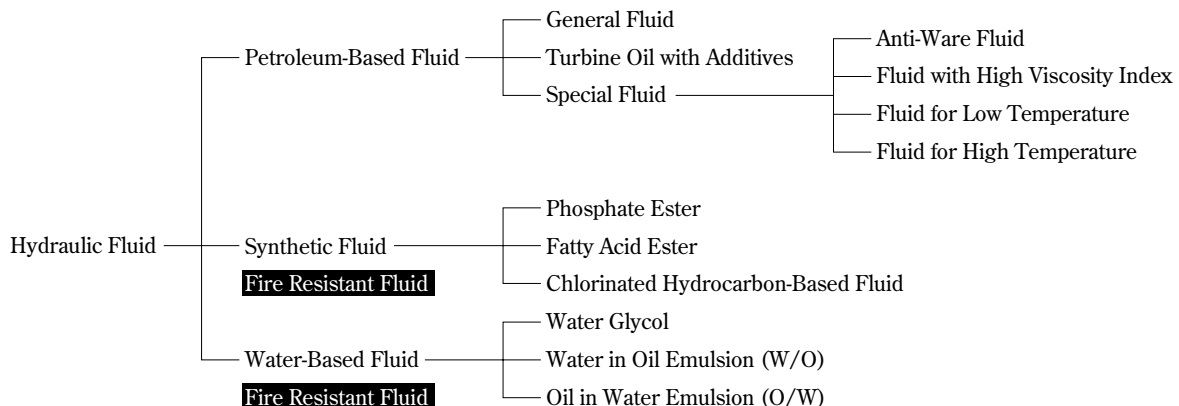 General Fluid
Petroleum-Based Fluid
Turbine Oil with Additives
Special Fluid
Anti-Ware Fluid
Fluid with High Viscosity Index
Fluid for Low Temperature
Fluid for High Temperature
Hydraulic Fluid
Synthetic Fluid
Fire Resistant Fluid
Phosphate Ester
Fatty Acid Ester
Chlorinated Hydrocarbon-Based Fluid
Water-Based Fluid
Fire Resistant Fluid
Water Glycol
Water in Oil Emulsion (W/O)
Oil in Water Emulsion (O/W)